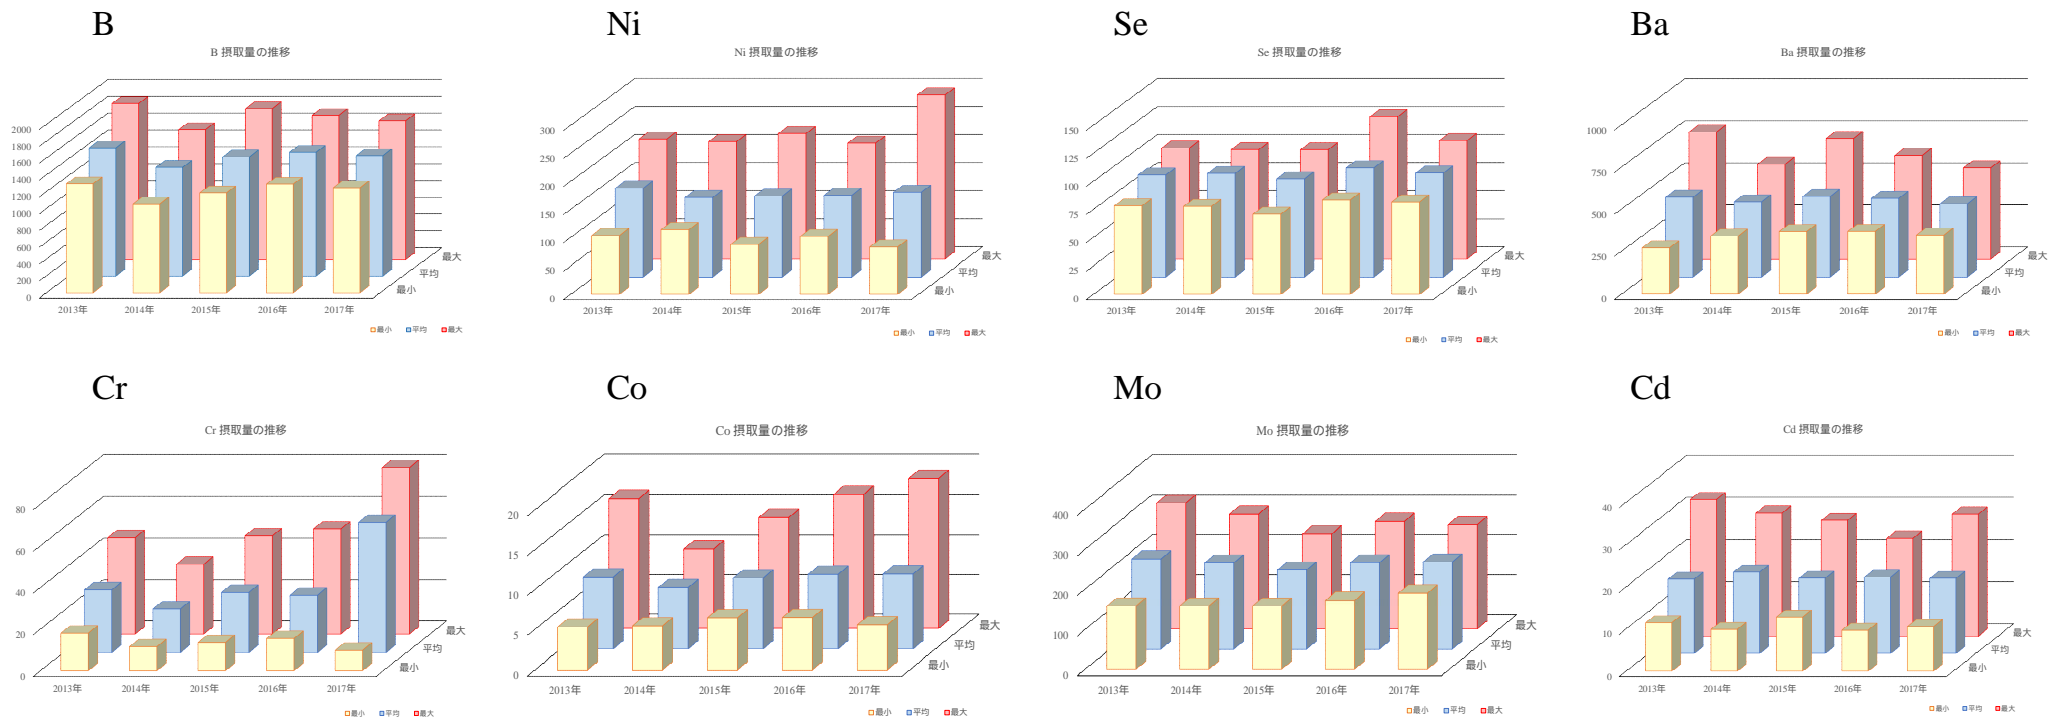 B
B 摂取量の推移
2000
1800
1600
1400
1200
1000
800
600
400
200
0
2013年 2014年 2015年 2016年 2017年
最小
平均
最大
最小 平均 最大
Ni
Ni 摂取量の推移
300
250
200
150
100
50
0
2013年 2014年 2015年 2016年 2017年
最小
平均
最大
最小 平均 最大
Se
Se 摂取量の推移
150
125
100
75
50
25
0
2013年 2014年 2015年 2016年 2017年
最小
平均
最大
最小 平均 最大
Ba
Ba 摂取量の推移
1000
750
500
250
0
2013年 2014年 2015年 2016年 2017年
最小
平均
最大
最小 平均 最大
Cr
Cr 摂取量の推移
80
60
40
20
0
2013年 2014年 2015年 2016年 2017年
最小
平均
最大
最小 平均 最大
Co
Co 摂取量の推移
20
15
10
5
0
2013年 2014年 2015年 2016年 2017年
最小
平均
最大
最小 平均 最大
Mo
Mo 摂取量の推移
400
300
200
100
0
2013年 2014年 2015年 2016年 2017年
最小
平均
最大
最小 平均 最大
Cd
Cd 摂取量の推移
40
30
20
10
0
2013年 2014年 2015年 2016年 2017年
最小
平均
最大
最小 平均 最大